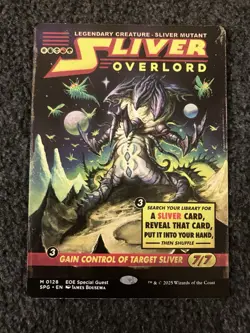 LEGENDARY CREATURE - SLIVER MUTANT
SLIVER
OVERLORD
3
SEARCH YOUR LIBRARY FOR
A SLIVER CARD,
REVEAL THAT CARD,
PUT IT INTO YOUR HAND,
THEN SHUFFLE
3
GAIN CONTROL OF TARGET SLIVER
7/7
M 0128 EOE Special Guest
SPG • EN
™ & © 2025 Wizards of the Coast